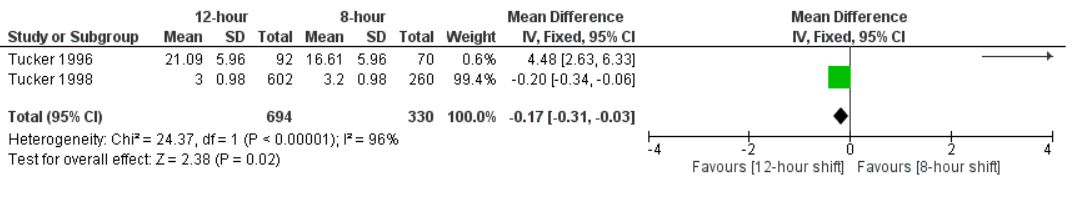 12-hour 8-hour Mean Difference Mean Difference
Study or Subgroup Mean SD Total Mean SD Total Weight IV, Fixed, 95% CI IV, Fixed, 95% CI
Tucker 1996 21.09 5.96 92 16.61 5.96 70 0.6% 4.48 [2.63, 6.33]
Tucker 1998 3 0.98 602 3.2 0.98 260 99.4% -0.20 [-0.34, -0.06]
Total (95% CI) 694 330 100.0% -0.17 [-0.31, -0.03]
Heterogeneity: Chi² = 24.37, df = 1 (P < 0.00001); I² = 96%
Test for overall effect: Z = 2.38 (P = 0.02)
-4 -2 0 2 4
Favours [12-hour shift] Favours [8-hour shift]